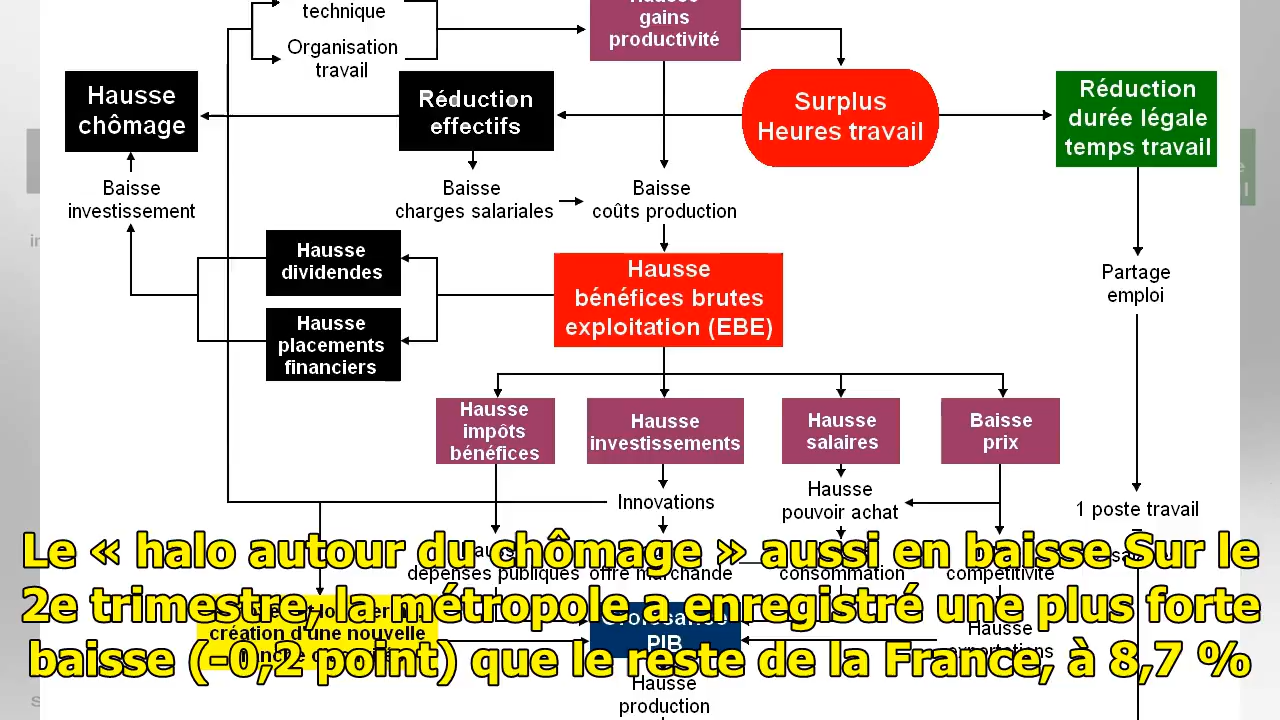 technique
Organisation
travail
gains
productivité
Hausse
chômage
Réduction
effectifs
Surplus
Heures travail
Réduction
durée légale
temps travail
Baisse
investissement
Baisse
charges salariales
Baisse
coûts production
Hausse
dividendes
Hausse
placements
financiers
Hausse
bénéfices brutes
exploitation (EBE)
Partage
emploi
Hausse
impôts
bénéfices
Hausse
investissements
Hausse
salaires
Baisse
prix
Innovations
Hausse
pouvoir achat
1 poste travail
Le « halo autour du chômage » aussi en baisse Sur le
2e trimestre, la métropole a enregistré une plus forte
baisse (-0,2 point) que le reste de la France, à 8,7 %
dépenses publiques
offre marchande
consommation
compétitivité
création d'une nouvelle
PIB
Hausse
exportations
Hausse
production